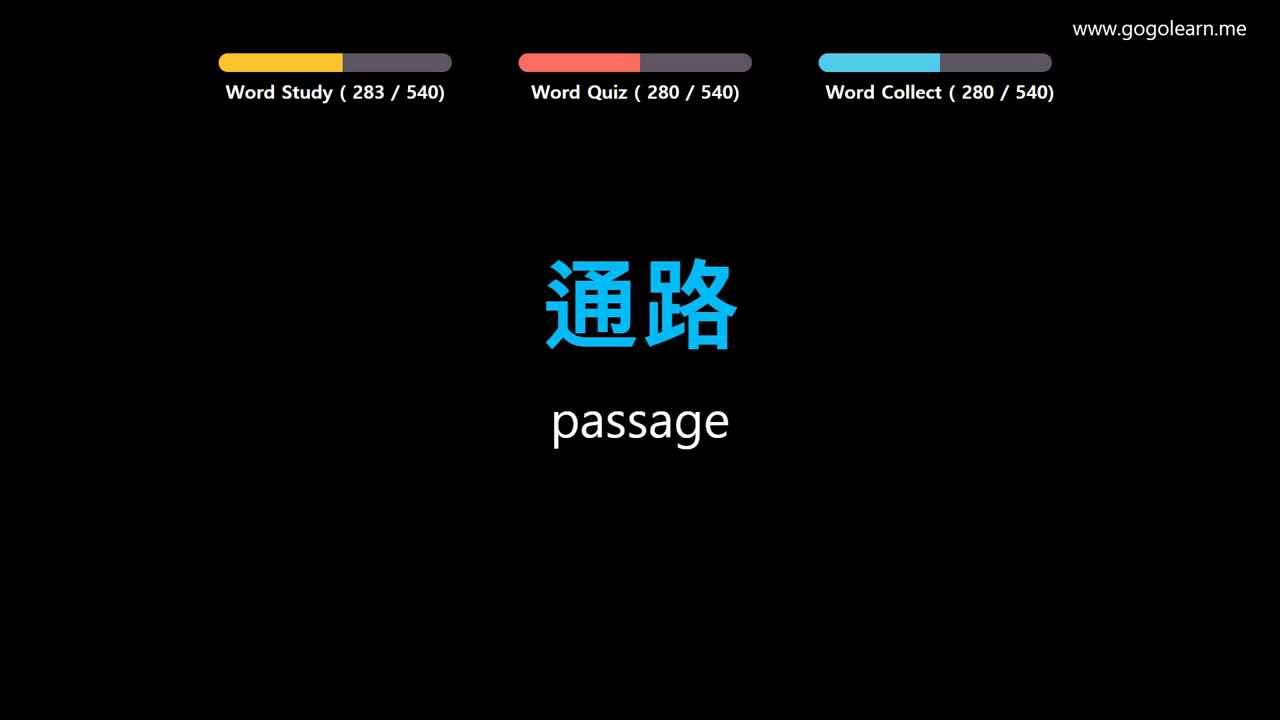 www.gogolearn.me
Word Study ( 283 / 540)
Word Quiz ( 280 / 540)
Word Collect ( 280 / 540)
通路
passage